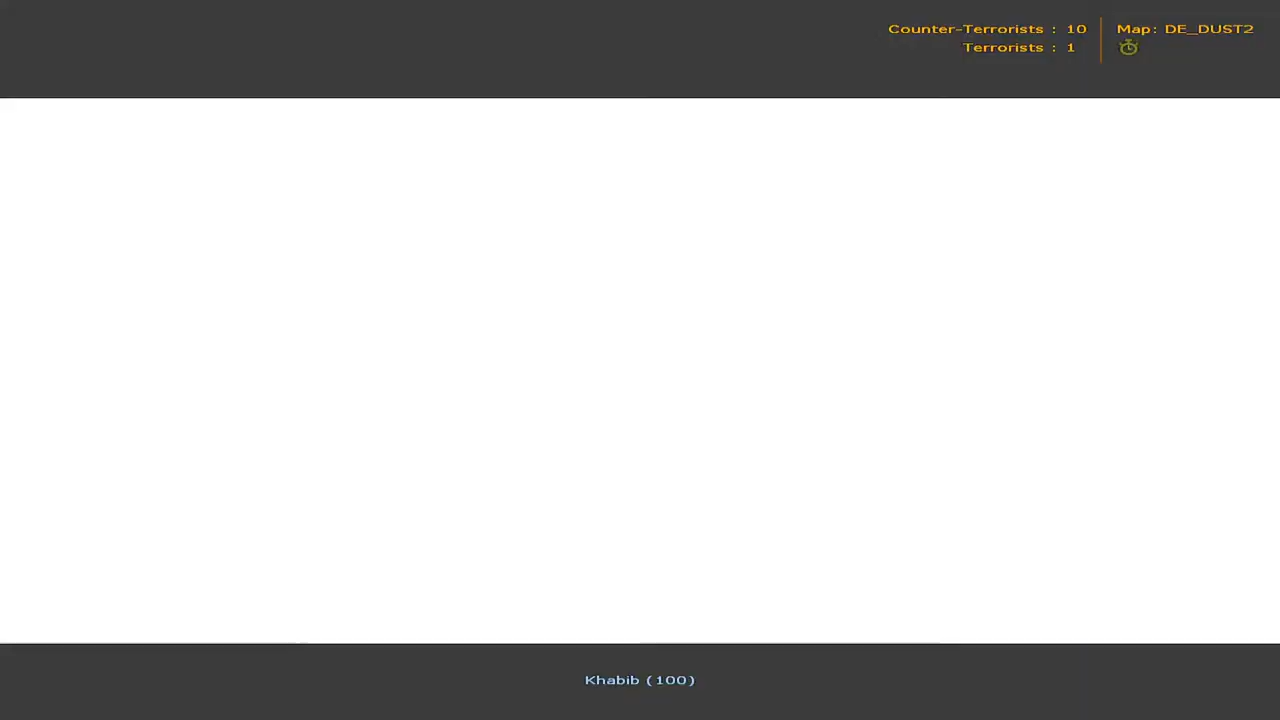 Counter-Terrorists : 10
Terrorists : 1
Map: DE_DUST2
Khabib (100)